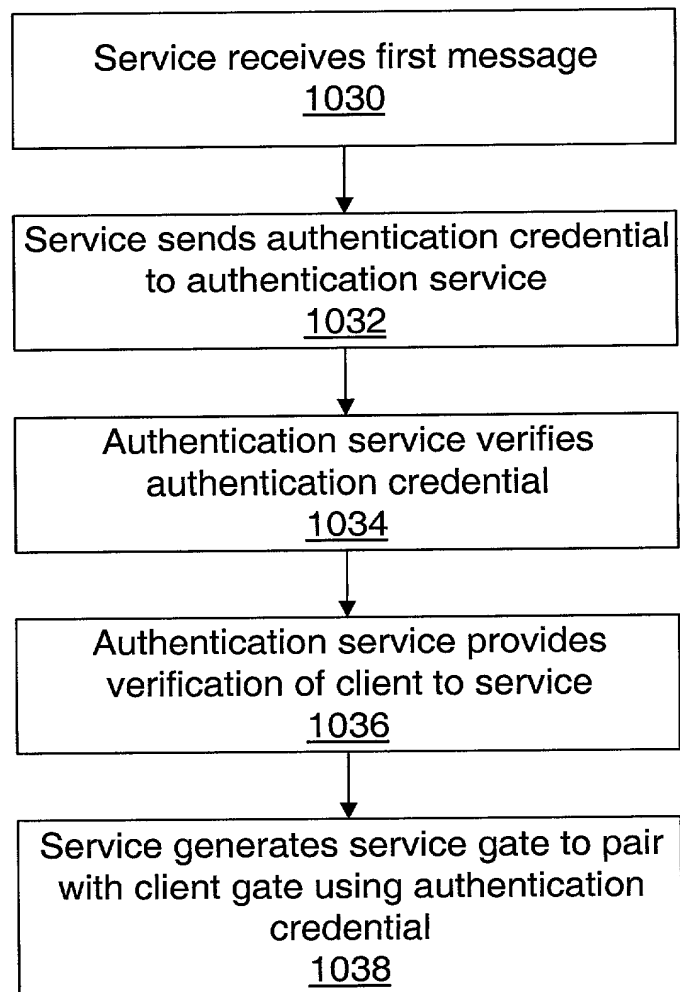 Service receives first message
1030
Service sends authentication credential
to authentication service
1032
Authentication service verifies
authentication credential
1034
Authentication service provides
verification of client to service
1036
Service generates service gate to pair
with client gate using authentication
credential
1038